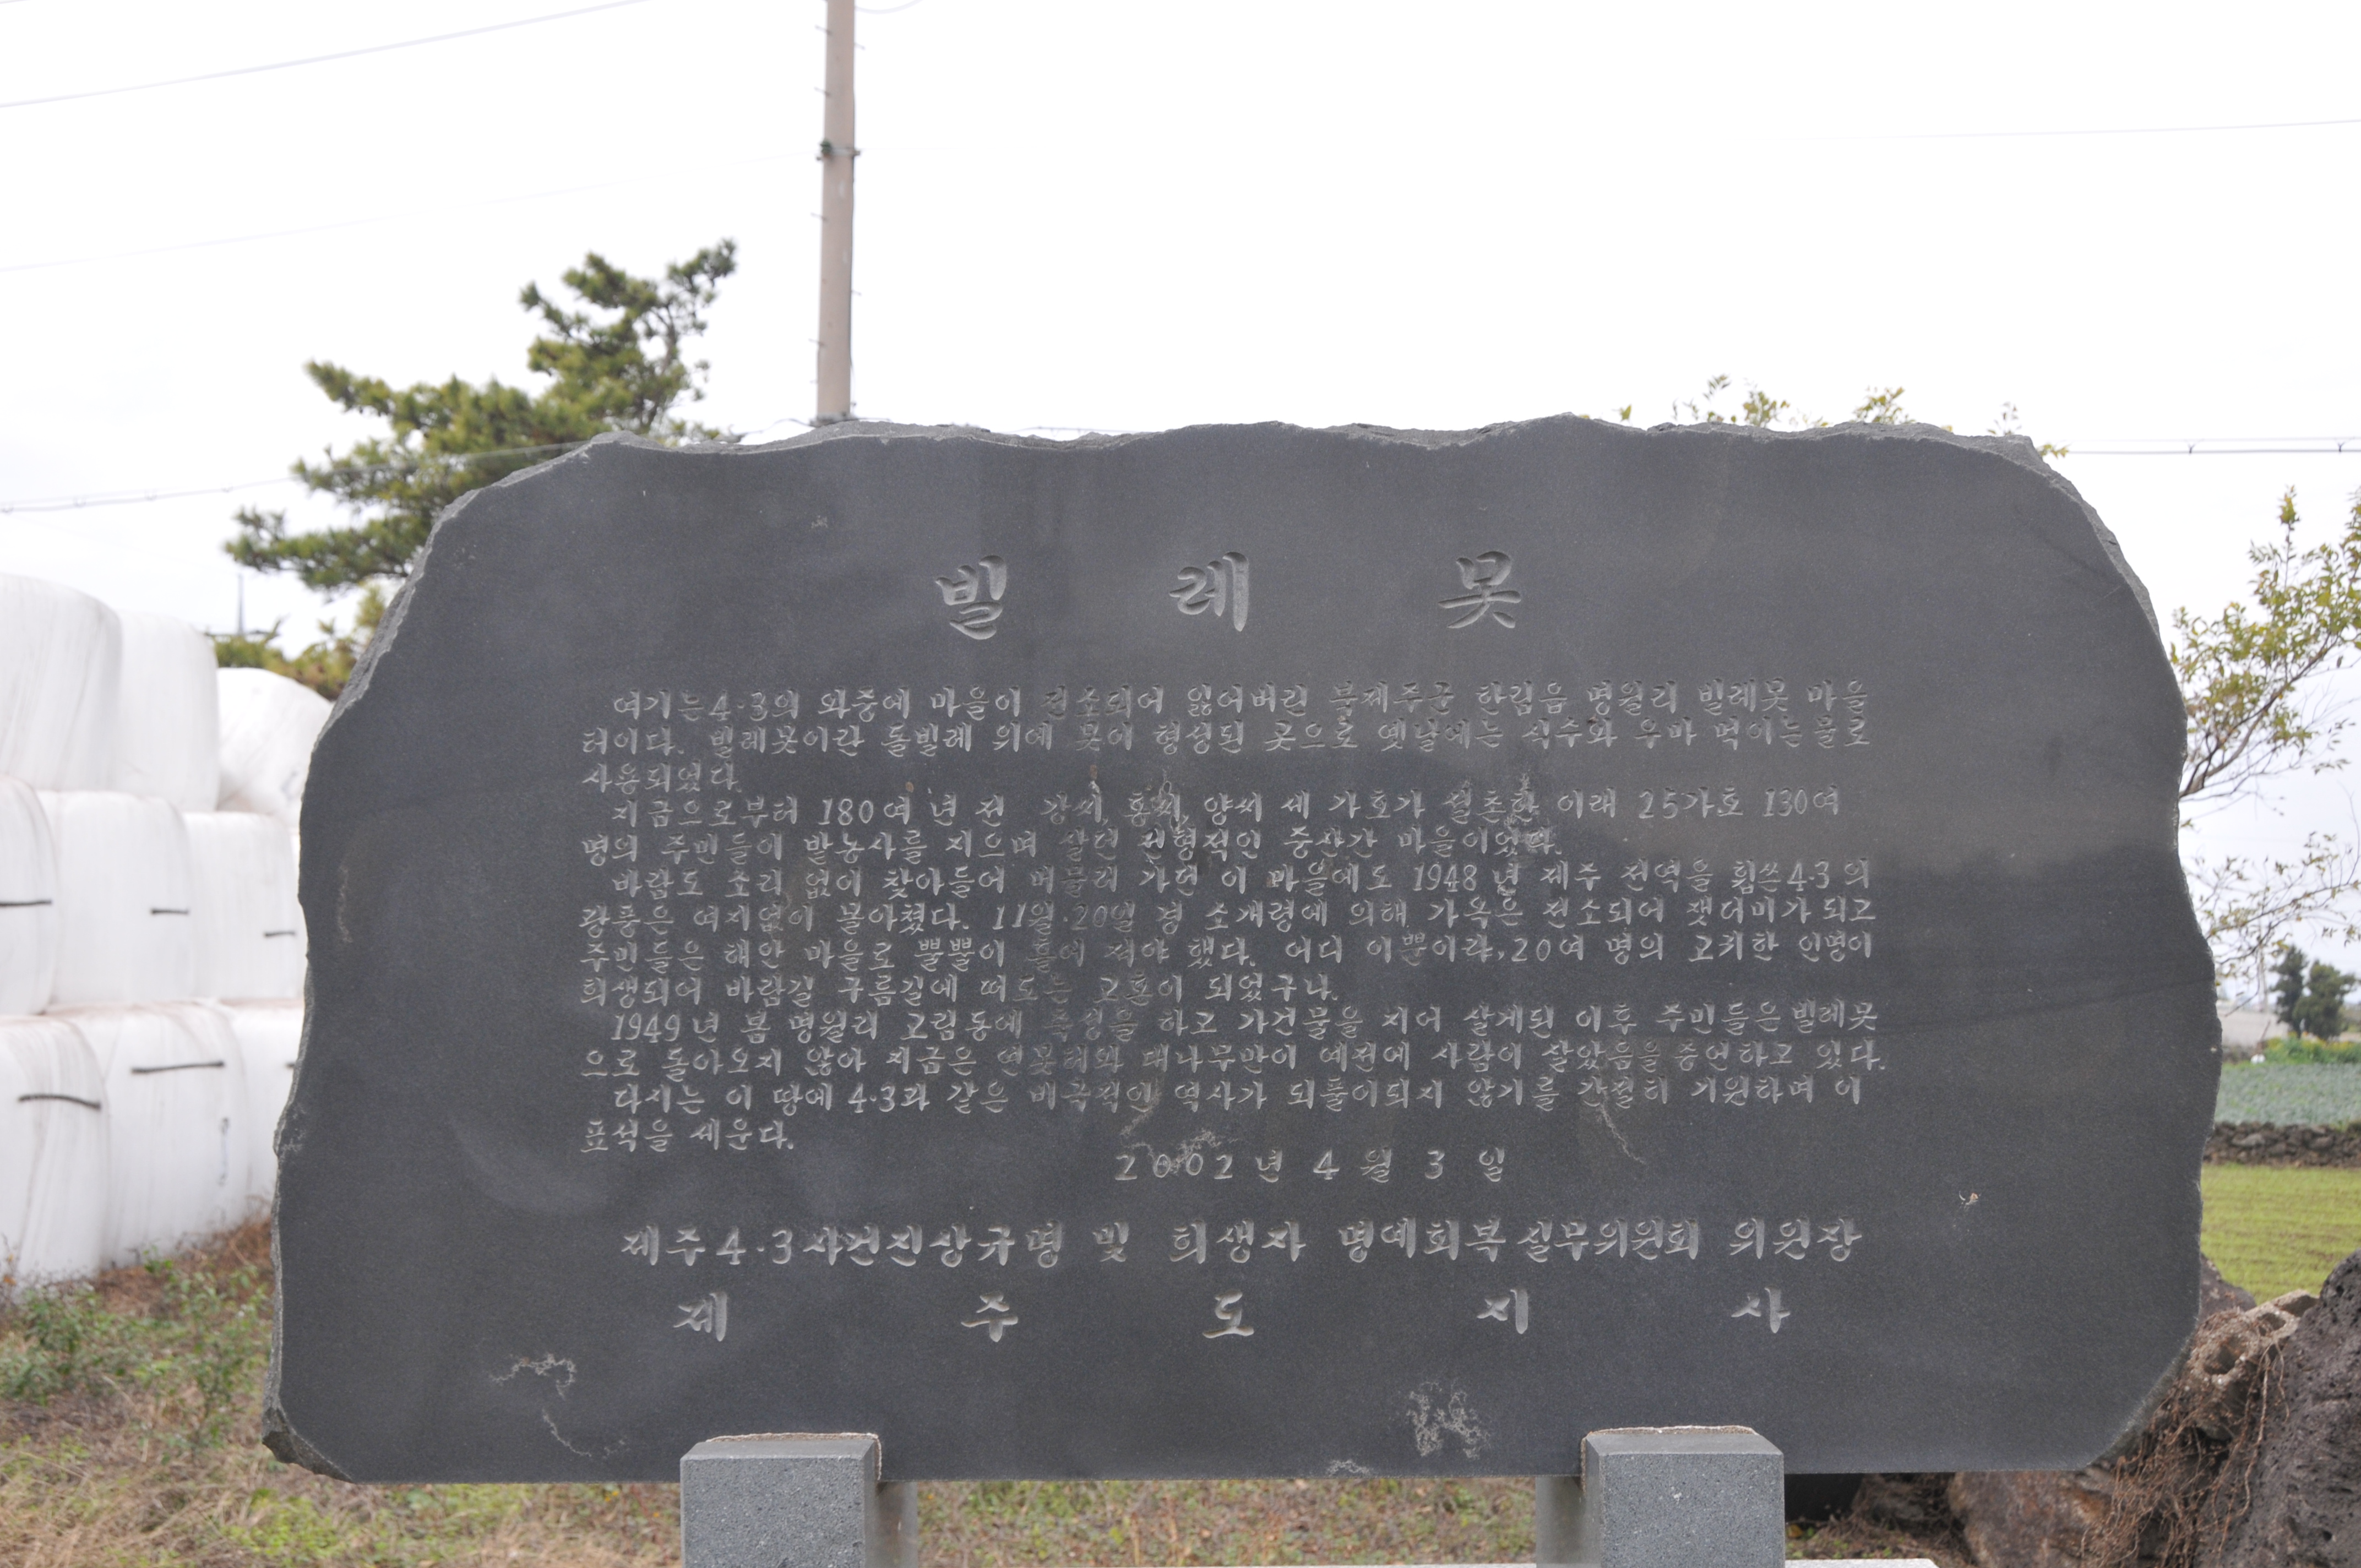 빌레못
여기는 4·3의 와중에 마을이 전소되어 잃어버린 북제주군 한림읍 명월리 빌레못 마을
터이다. 빌레못이란 돌빌레 위에 못이 형성된 곳으로 옛날에는 식수와 우마 먹이는 물로
사용되었다.
지금으로부터 180여 년 전 강씨, 홍씨, 양씨 세 가호가 설촌한 이래 25가호 130여
명의 주민들이 밭농사를 지으며 살던 전형적인 중산간 마을이었다.
바람도 소리 없이 찾아들어 머물러 가던 이 마을에도 1948년 제주 전역을 휩쓴 4·3의
광풍은 여지없이 몰아쳤다. 11월 20일 경 소개령에 의해 가옥은 전소되어 잿더미가 되고
주민들은 해안 마을로 뿔뿔이 흩어 져야 했다. 어디 이뿐이랴, 20여 명의 고귀한 인명이
희생되어 바람길 구름길에 떠도는 고혼이 되었구나.
1949년 봄 명월리 고림동에 축성을 하고 가건물을 지어 살게된 이후 주민들은 빌레못
으로 돌아오지 않아 지금은 연못터와 대나무만이 예전에 사람이 살았음을 증언하고 있다.
다시는 이 땅에 4·3과 같은 비극적인 역사가 되풀이되지 않기를 간절히 기원하며 이
표석을 세운다.
2002년 4월 3일
제주4·3사건진상규명 및 희생자 명예회복실무위원회 위원장
제주도지사